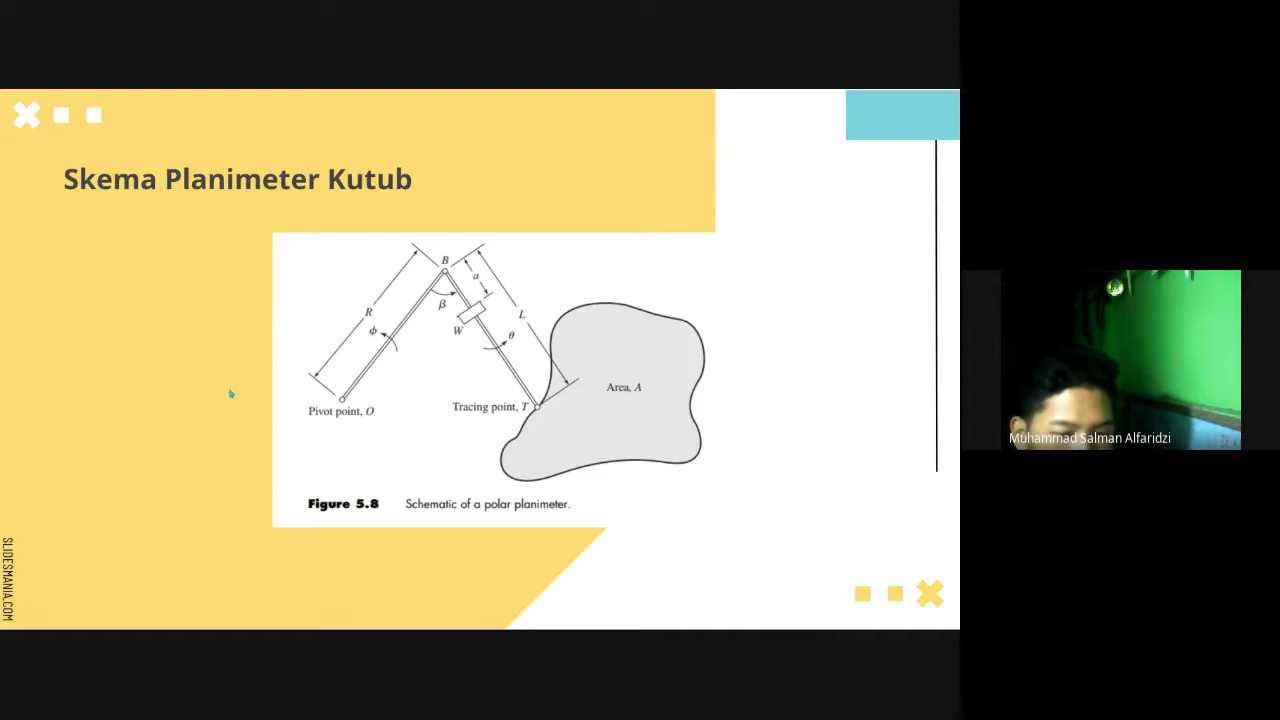 Skema Planimeter Kutub
B
a
R
β
L
ϕ
W
θ
Area, A
Tracing point, T
Pivot point, O
Figure 5.8 Schematic of a polar planimeter.
SLIDESMANIA.COM
Muhammad Salman Alfaridzi